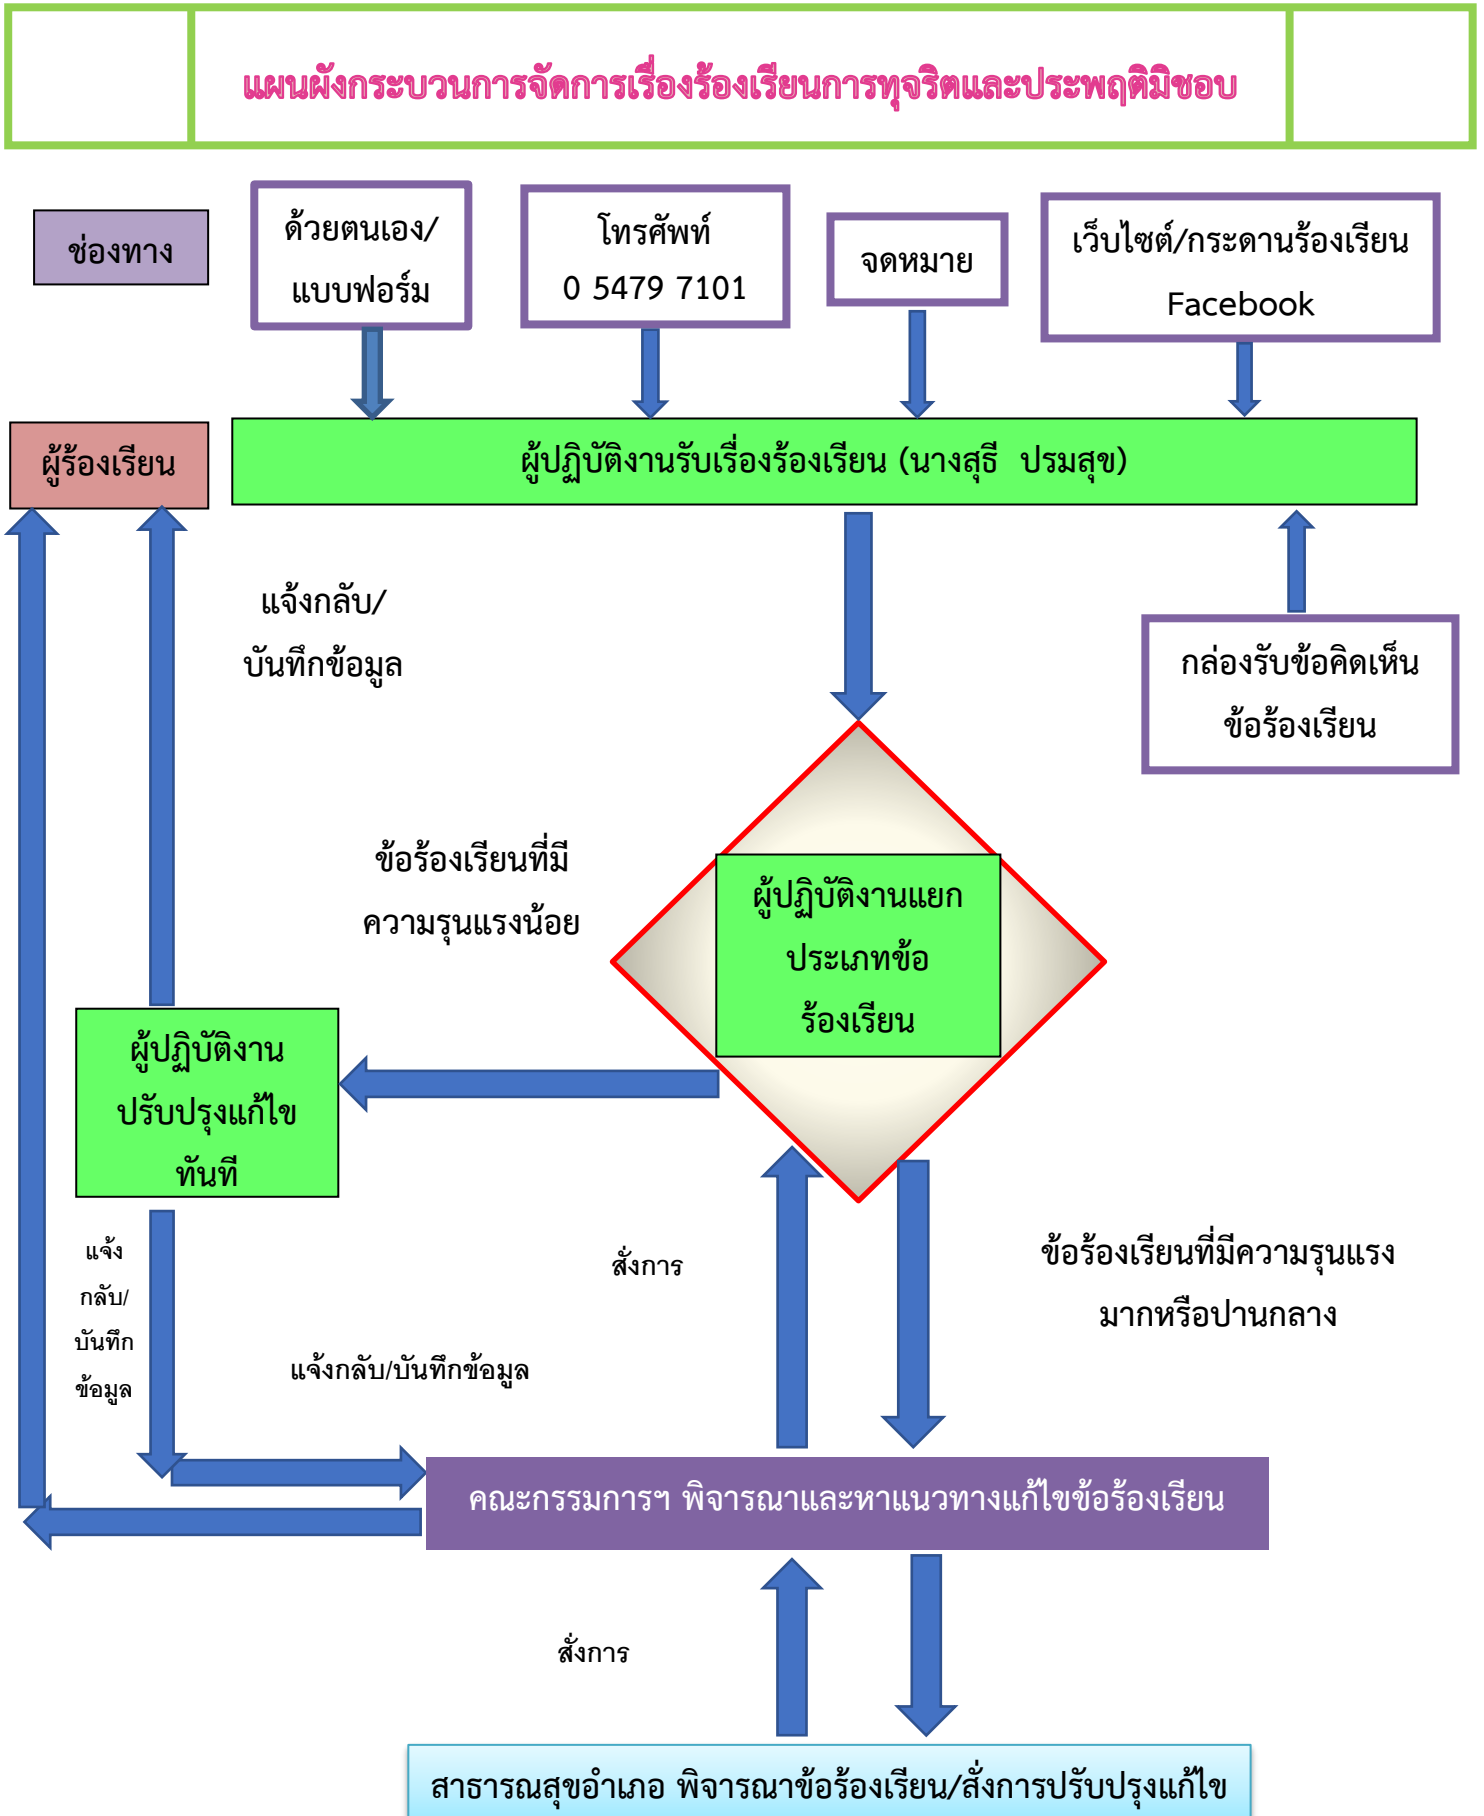 แผนผังกระบวนการจัดการเรื่องร้องเรียนการทุจริตและประพฤติมิชอบ
ช่องทาง
ด้วยตนเอง/
แบบฟอร์ม
โทรศัพท์
0 5479 7101
จดหมาย
เว็บไซต์/กระดานร้องเรียน
Facebook
ผู้ร้องเรียน
ผู้ปฏิบัติงานรับเรื่องร้องเรียน (นางสุธี ปรมสุข)
แจ้งกลับ/
บันทึกข้อมูล
กล่องรับข้อคิดเห็น
ข้อร้องเรียน
ข้อร้องเรียนที่มี
ความรุนแรงน้อย
ผู้ปฏิบัติงานแยก
ประเภทข้อ
ร้องเรียน
ผู้ปฏิบัติงาน
ปรับปรุงแก้ไข
ทันที
แจ้ง
กลับ/
บันทึก
ข้อมูล
สั่งการ
ข้อร้องเรียนที่มีความรุนแรง
มากหรือปานกลาง
แจ้งกลับ/บันทึกข้อมูล
คณะกรรมการฯ พิจารณาและหาแนวทางแก้ไขข้อร้องเรียน
สั่งการ
สาธารณสุขอำเภอ พิจารณาข้อร้องเรียน/สั่งการปรับปรุงแก้ไข